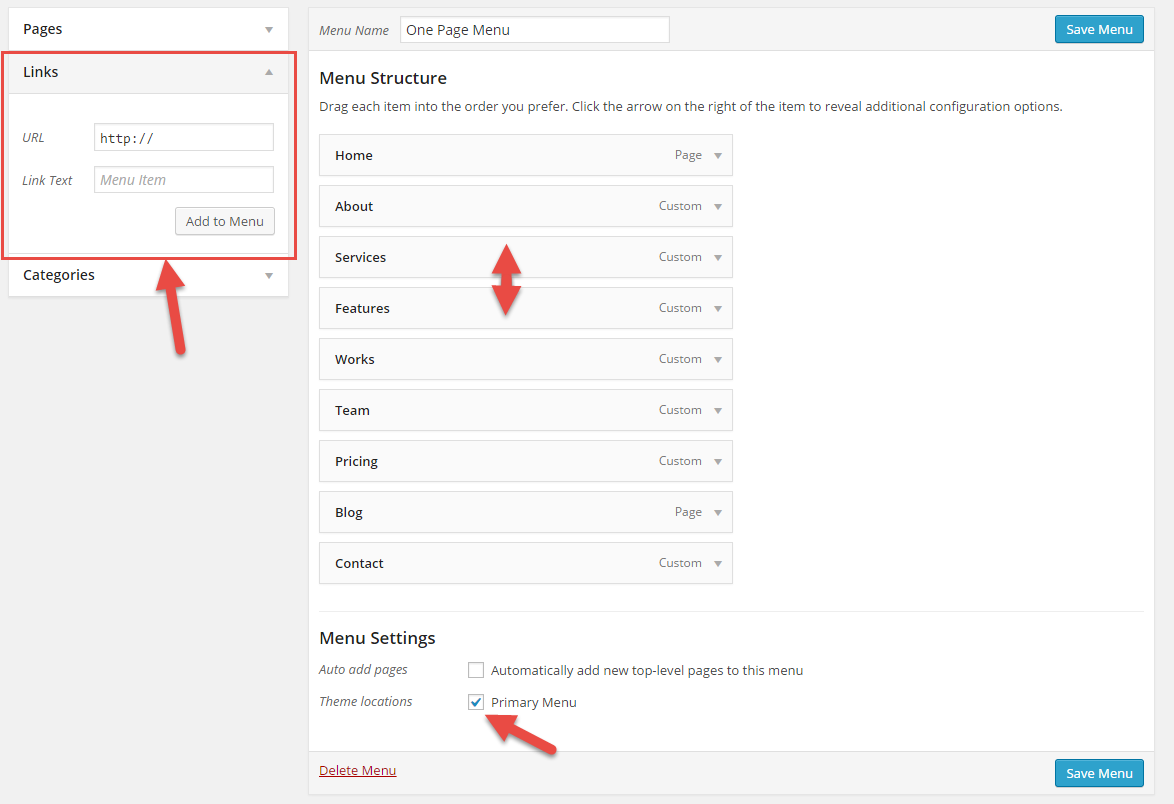 Pages
Links
URL
http://
Link Text
Menu Item
Add to Menu
Categories
Menu Name
One Page Menu
Save Menu
Menu Structure
Drag each item into the order you prefer. Click the arrow on the right of the item to reveal additional configuration options.
Home Page
About Custom
Services Custom
Features Custom
Works Custom
Team Custom
Pricing Custom
Blog Page
Contact Custom
Menu Settings
Auto add pages Automatically add new top-level pages to this menu
Theme locations Primary Menu
Delete Menu
Save Menu